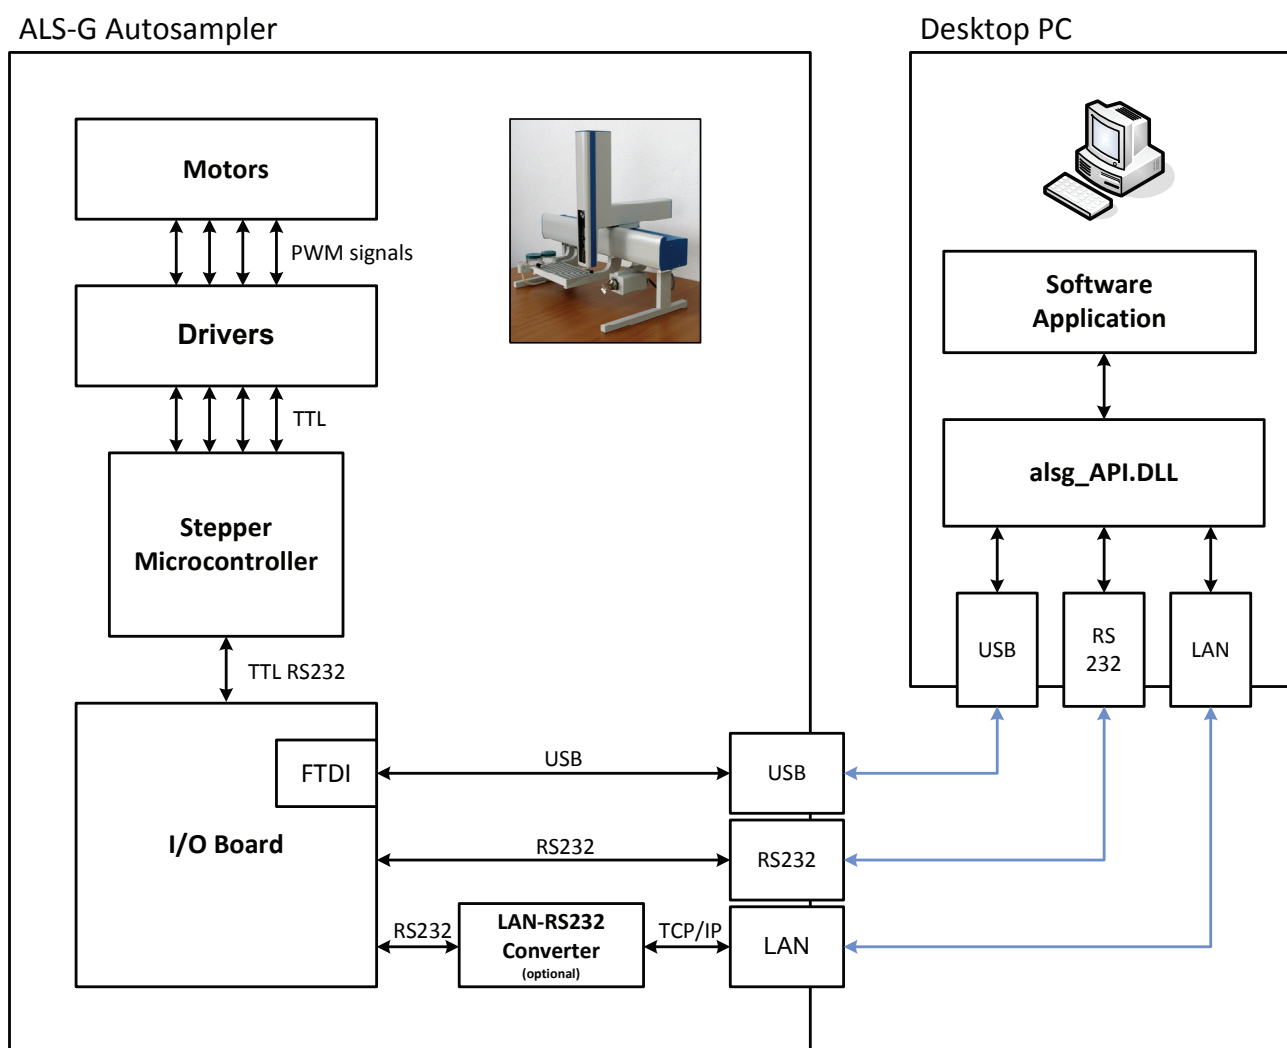 ALS-G Autosampler
Desktop PC
Motors
PWM signals
Drivers
TTL
Stepper
Microcontroller
TTL RS232
FTDI
I/O Board
USB
USB
RS232
RS232
RS232
LAN-RS232
Converter
(optional)
TCP/IP
LAN
Software
Application
alsg_API.DLL
USB
RS
232
LAN